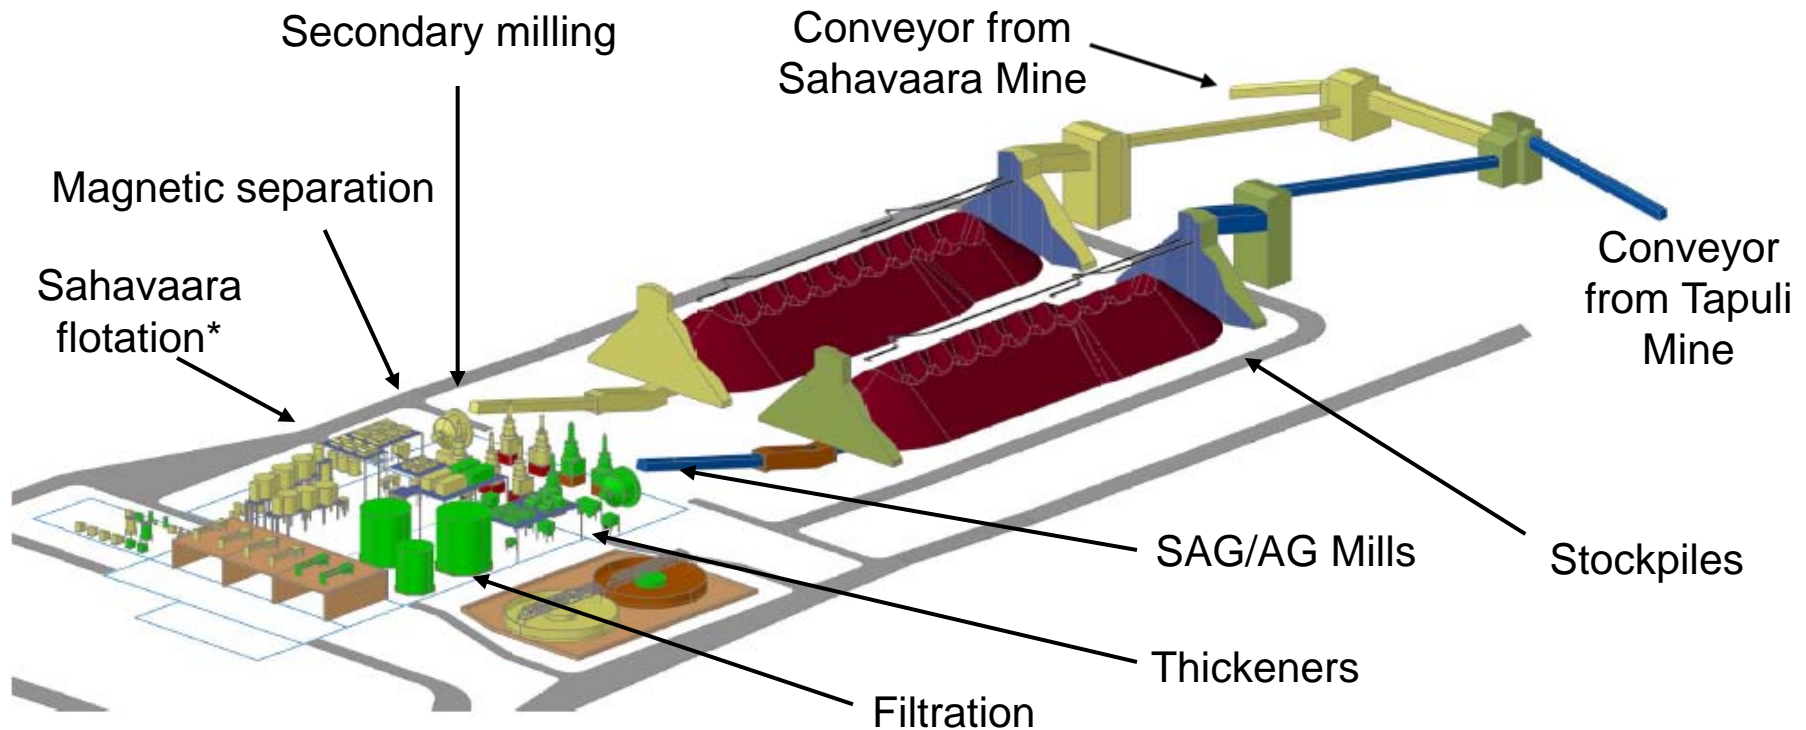 Secondary milling
Conveyor from
Sahavaara Mine
Magnetic separation
Sahavaara
flotation*
Conveyor
from Tapuli
Mine
SAG/AG Mills
Stockpiles
Thickeners
Filtration